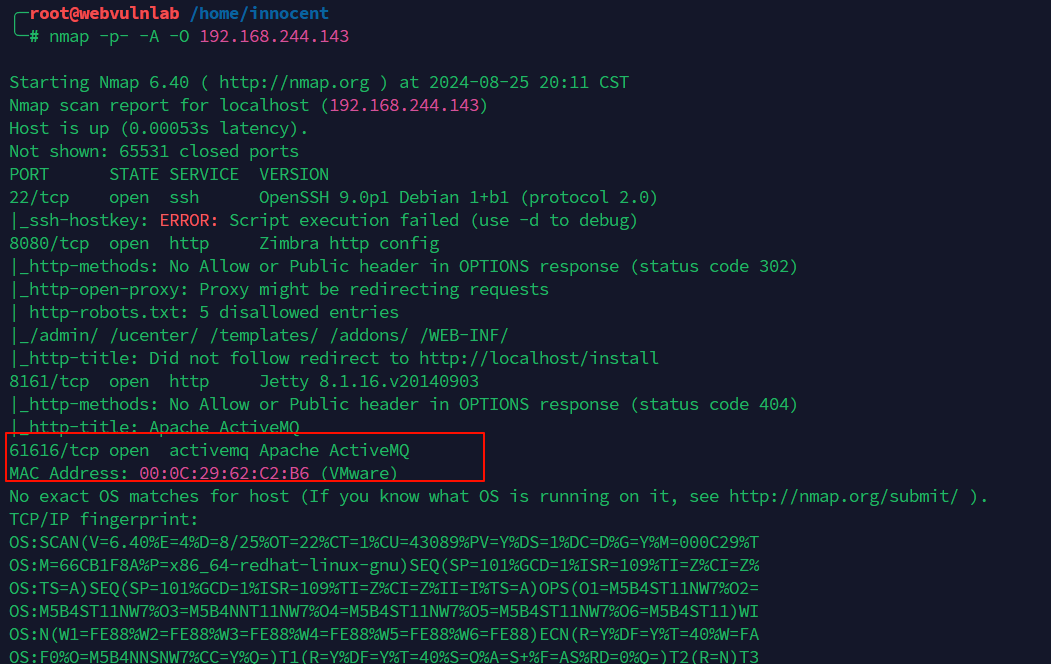 root@webvulnlab /home/innocent
# nmap -p- -A -O 192.168.244.143
Starting Nmap 6.40 ( http://nmap.org ) at 2024-08-25 20:11 CST
Nmap scan report for localhost (192.168.244.143)
Host is up (0.00053s latency).
Not shown: 65531 closed ports
PORT      STATE SERVICE  VERSION
22/tcp    open  ssh      OpenSSH 9.0p1 Debian 1+b1 (protocol 2.0)
|_ssh-hostkey: ERROR: Script execution failed (use -d to debug)
8080/tcp  open  http     Zimbra http config
|_http-methods: No Allow or Public header in OPTIONS response (status code 302)
|_http-open-proxy: Proxy might be redirecting requests
| http-robots.txt: 5 disallowed entries
|_/admin/ /ucenter/ /templates/ /addons/ /WEB-INF/
|_http-title: Did not follow redirect to http://localhost/install
8161/tcp  open  http     Jetty 8.1.16.v20140903
|_http-methods: No Allow or Public header in OPTIONS response (status code 404)
|_http-title: Apache ActiveMQ
61616/tcp open  activemq Apache ActiveMQ
MAC Address: 00:0C:29:62:C2:B6 (VMware)
No exact OS matches for host (If you know what OS is running on it, see http://nmap.org/submit/ ).
TCP/IP fingerprint:
OS:SCAN(V=6.40%E=4%D=8/25%OT=22%CT=1%CU=43089%PV=Y%DS=1%DC=D%G=Y%M=000C29%T
OS:M=66CB1F8A%P=x86_64-redhat-linux-gnu)SEQ(SP=101%GCD=1%ISR=109%TI=Z%CI=Z%
OS:TS=A)SEQ(SP=101%GCD=1%ISR=109%TI=Z%CI=Z%II=I%TS=A)OPS(O1=M5B4ST11NW7%O2=
OS:M5B4ST11NW7%O3=M5B4NNT11NW7%O4=M5B4ST11NW7%O5=M5B4ST11NW7%O6=M5B4ST11)WI
OS:N(W1=FE88%W2=FE88%W3=FE88%W4=FE88%W5=FE88%W6=FE88)ECN(R=Y%DF=Y%T=40%W=FA
OS:F0%O=M5B4NNSNW7%CC=Y%Q=)T1(R=Y%DF=Y%T=40%S=O%A=S+%F=AS%RD=0%Q=)T2(R=N)T3